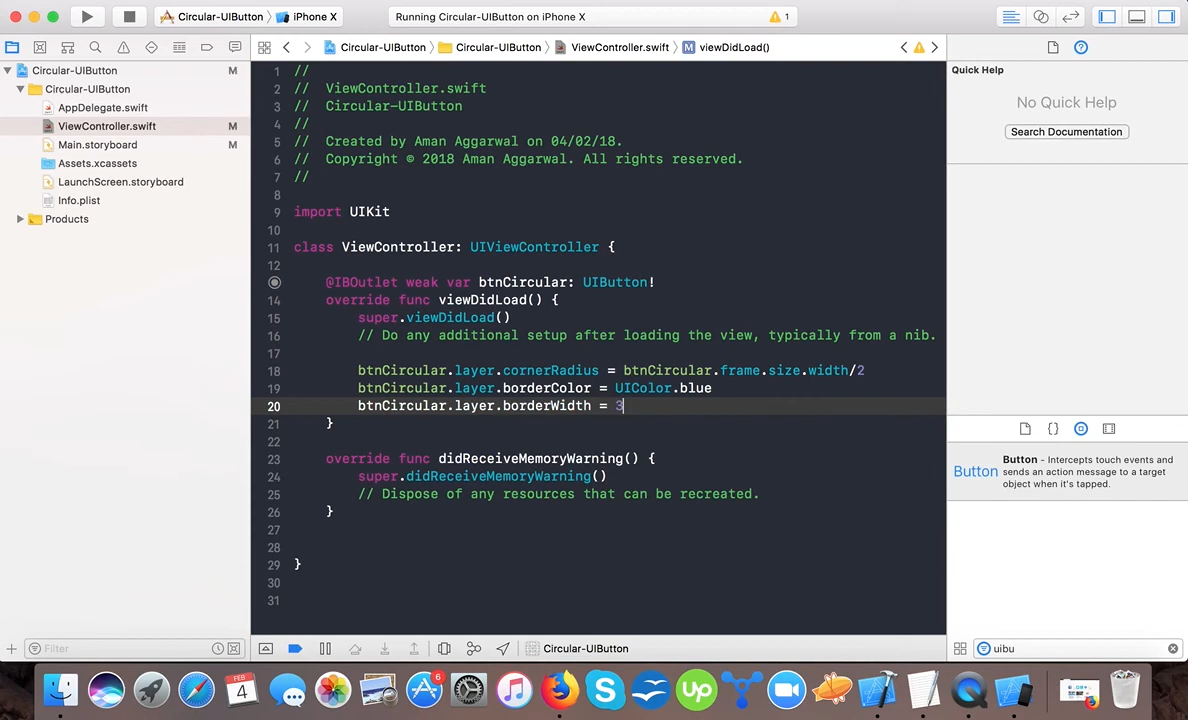 Circular-UIButton 〉 iPhone X
Running Circular-UIButton on iPhone X
1
Circular-UIButton 〉 Circular-UIButton 〉 ViewController.swift 〉 M viewDidLoad()
Circular-UIButton M
Circular-UIButton
AppDelegate.swift
ViewController.swift M
Main.storyboard M
Assets.xcassets
LaunchScreen.storyboard
Info.plist
Products
Filter
1 //
2 // ViewController.swift
3 // Circular-UIButton
4 //
5 // Created by Aman Aggarwal on 04/02/18.
6 // Copyright © 2018 Aman Aggarwal. All rights reserved.
7 //
8
9 import UIKit
10
11 class ViewController: UIViewController {
12
@IBOutlet weak var btnCircular: UIButton!
14 override func viewDidLoad() {
15 super.viewDidLoad()
16 // Do any additional setup after loading the view, typically from a nib.
17
18 btnCircular.layer.cornerRadius = btnCircular.frame.size.width/2
19 btnCircular.layer.borderColor = UIColor.blue
20 btnCircular.layer.borderWidth = 3
21 }
22
23 override func didReceiveMemoryWarning() {
24 super.didReceiveMemoryWarning()
25 // Dispose of any resources that can be recreated.
26 }
27
28
29 }
30
31
Circular-UIButton
Quick Help
No Quick Help
Search Documentation
{}
Button
Button - Intercepts touch events and
sends an action message to a target
object when it's tapped.
uibu
FEB
4
6
Up